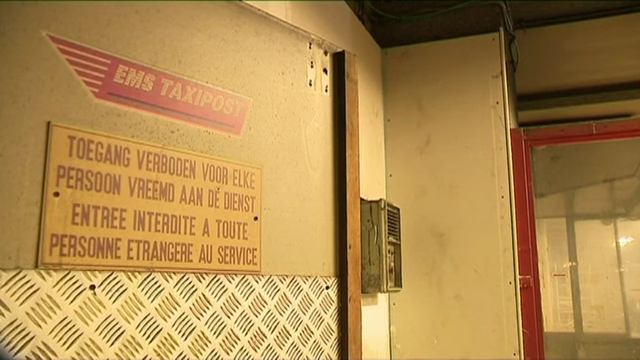 EMS TAXIPOST
TOEGANG VERBODEN VOOR ELKE
PERSOON VREEMD AAN DE DIENST
ENTREE INTERDITE A TOUTE
PERSONNE ETRANGERE AU SERVICE